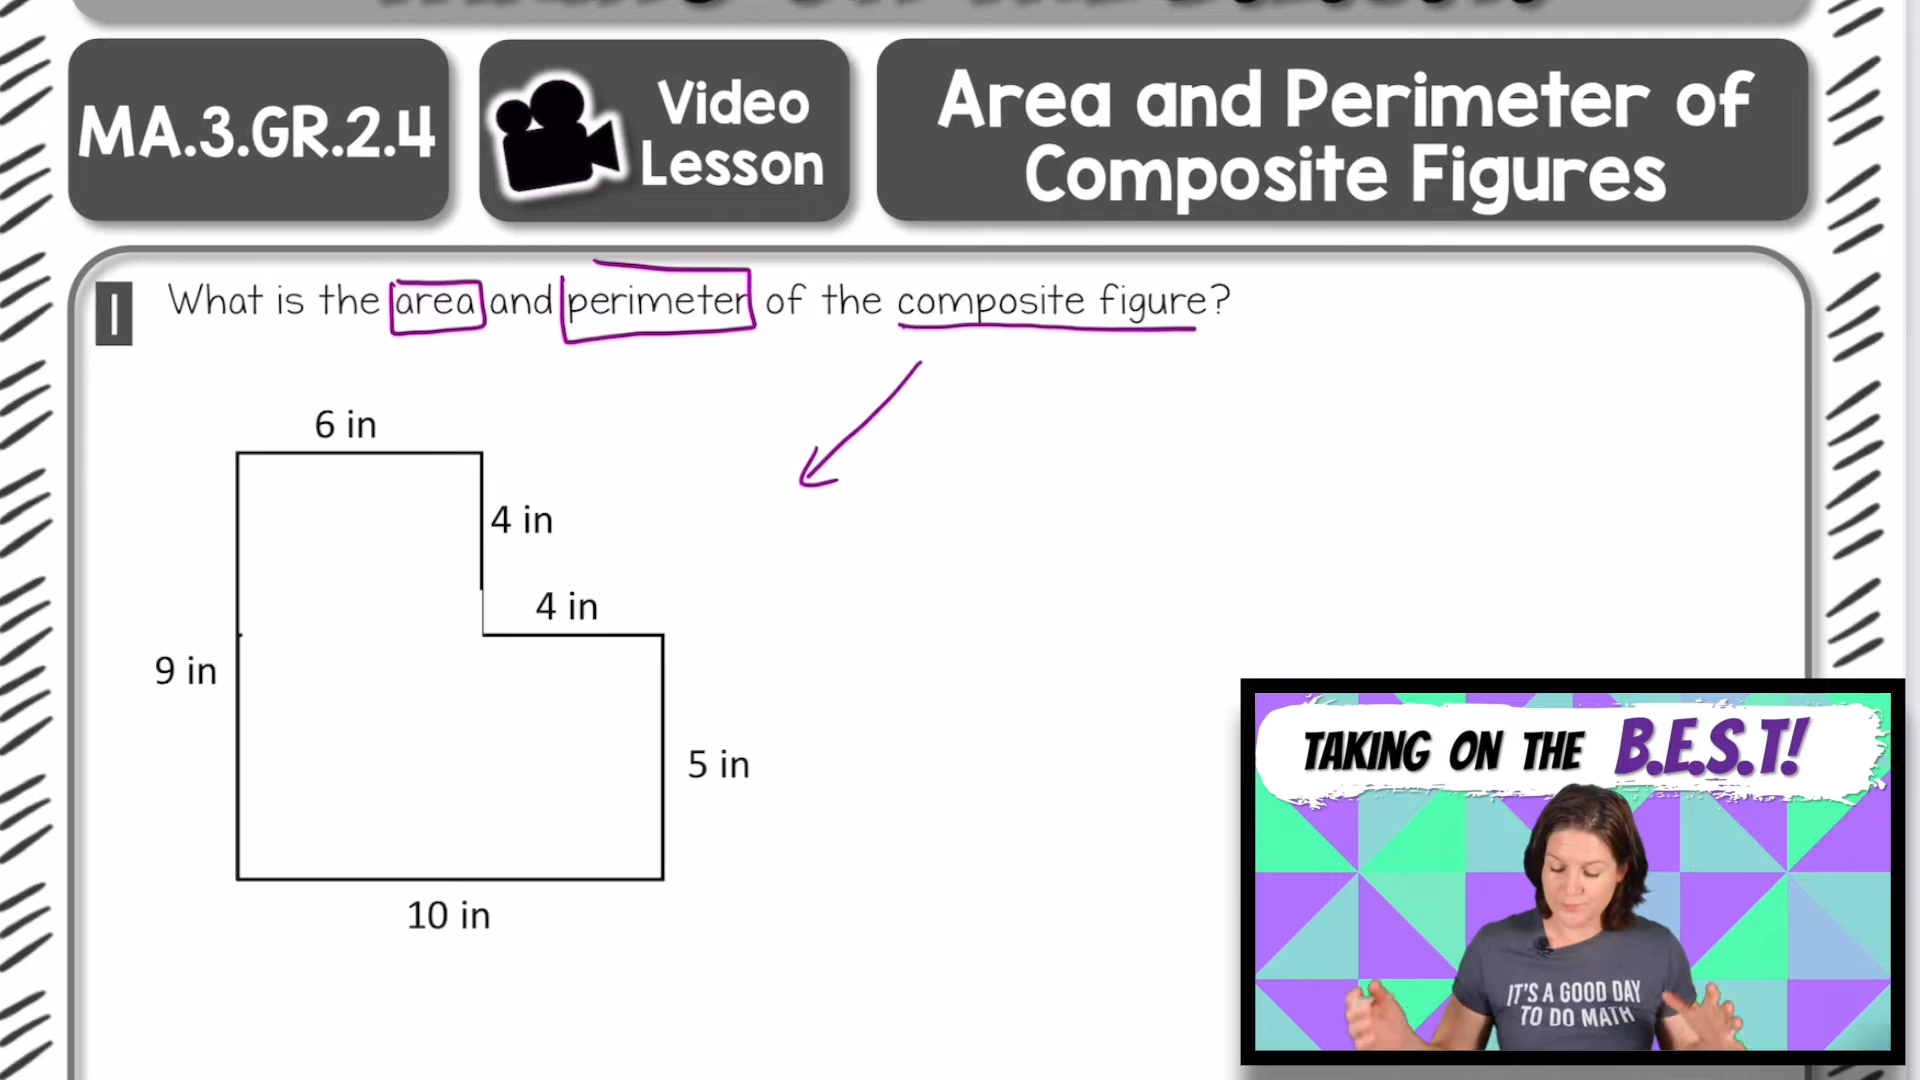 MA.3.GR.2.4
Video
Lesson
Area and Perimeter of
Composite Figures
1 What is the area and perimeter of the composite figure?
6 in
4 in
4 in
9 in
5 in
10 in
TAKING ON THE B.E.S.T!
IT'S A GOOD DAY
TO DO MATH